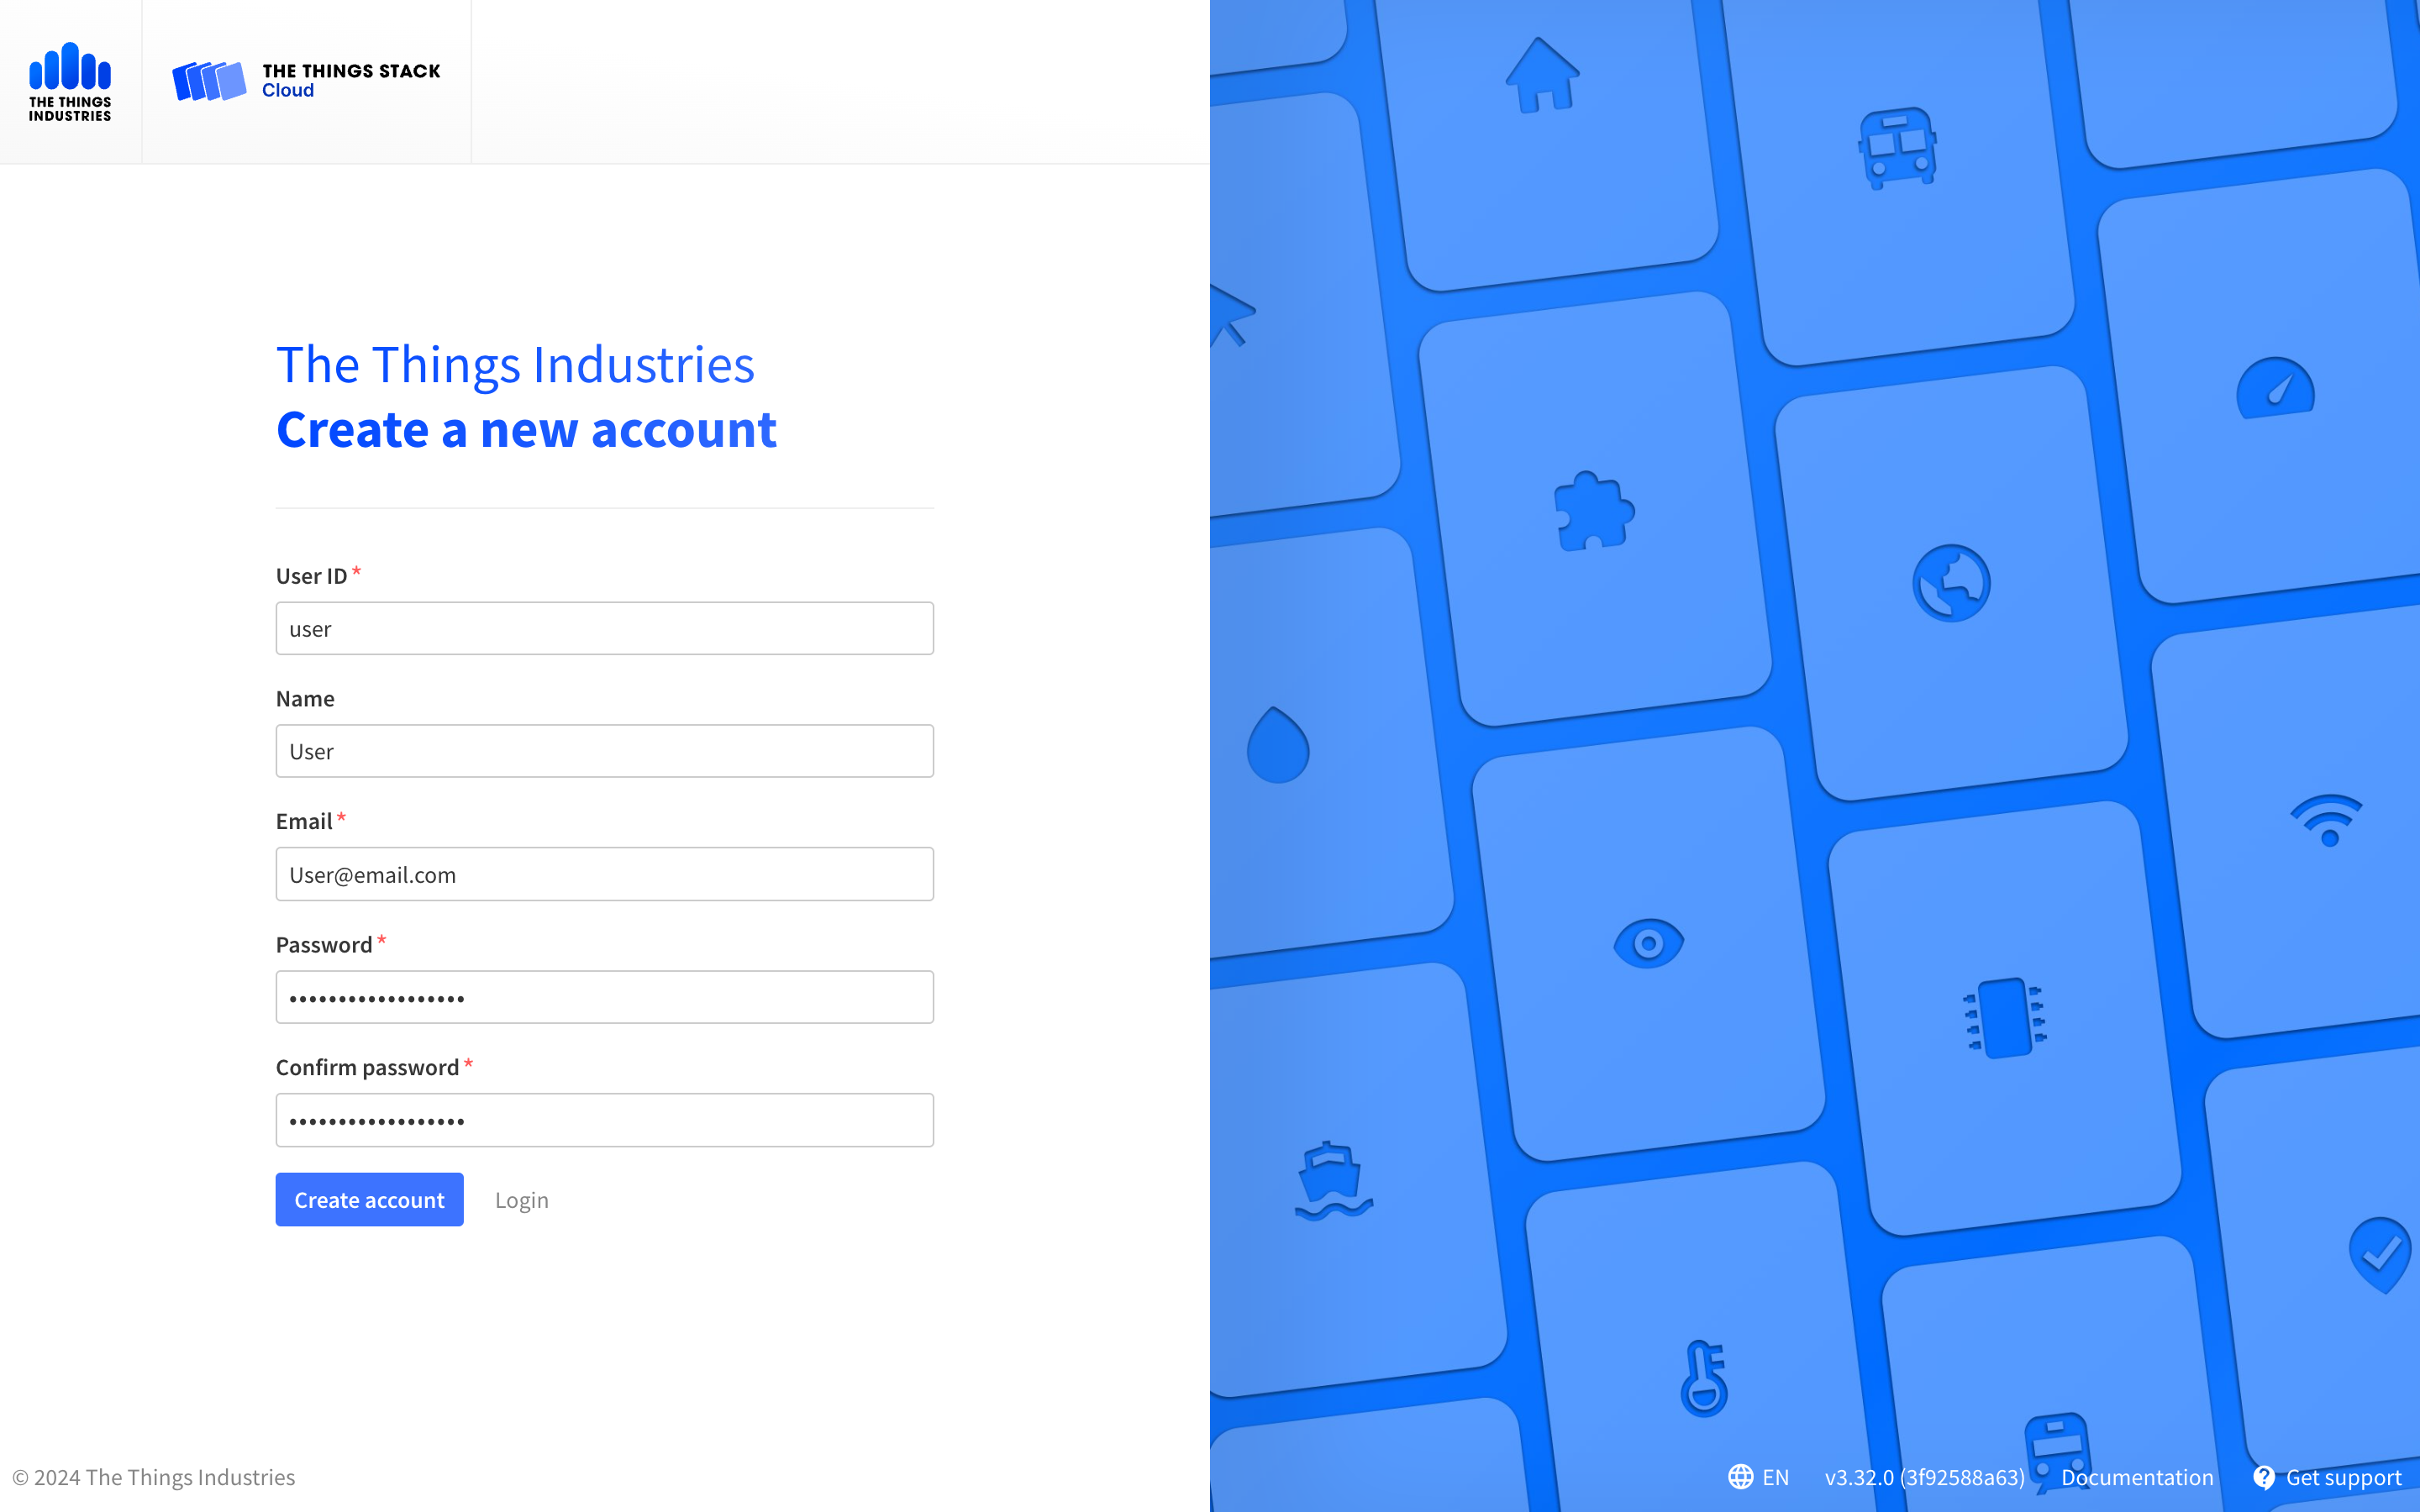 THE THINGS
INDUSTRIES
THE THINGS STACK
Cloud
The Things Industries
Create a new account
User ID *
user
Name
User
Email *
User@email.com
Password *
••••••••••••••••••
Confirm password *
••••••••••••••••••
Create account
Login
© 2024 The Things Industries
EN
v3.32.0 (3f92588a63)
Documentation
Get support